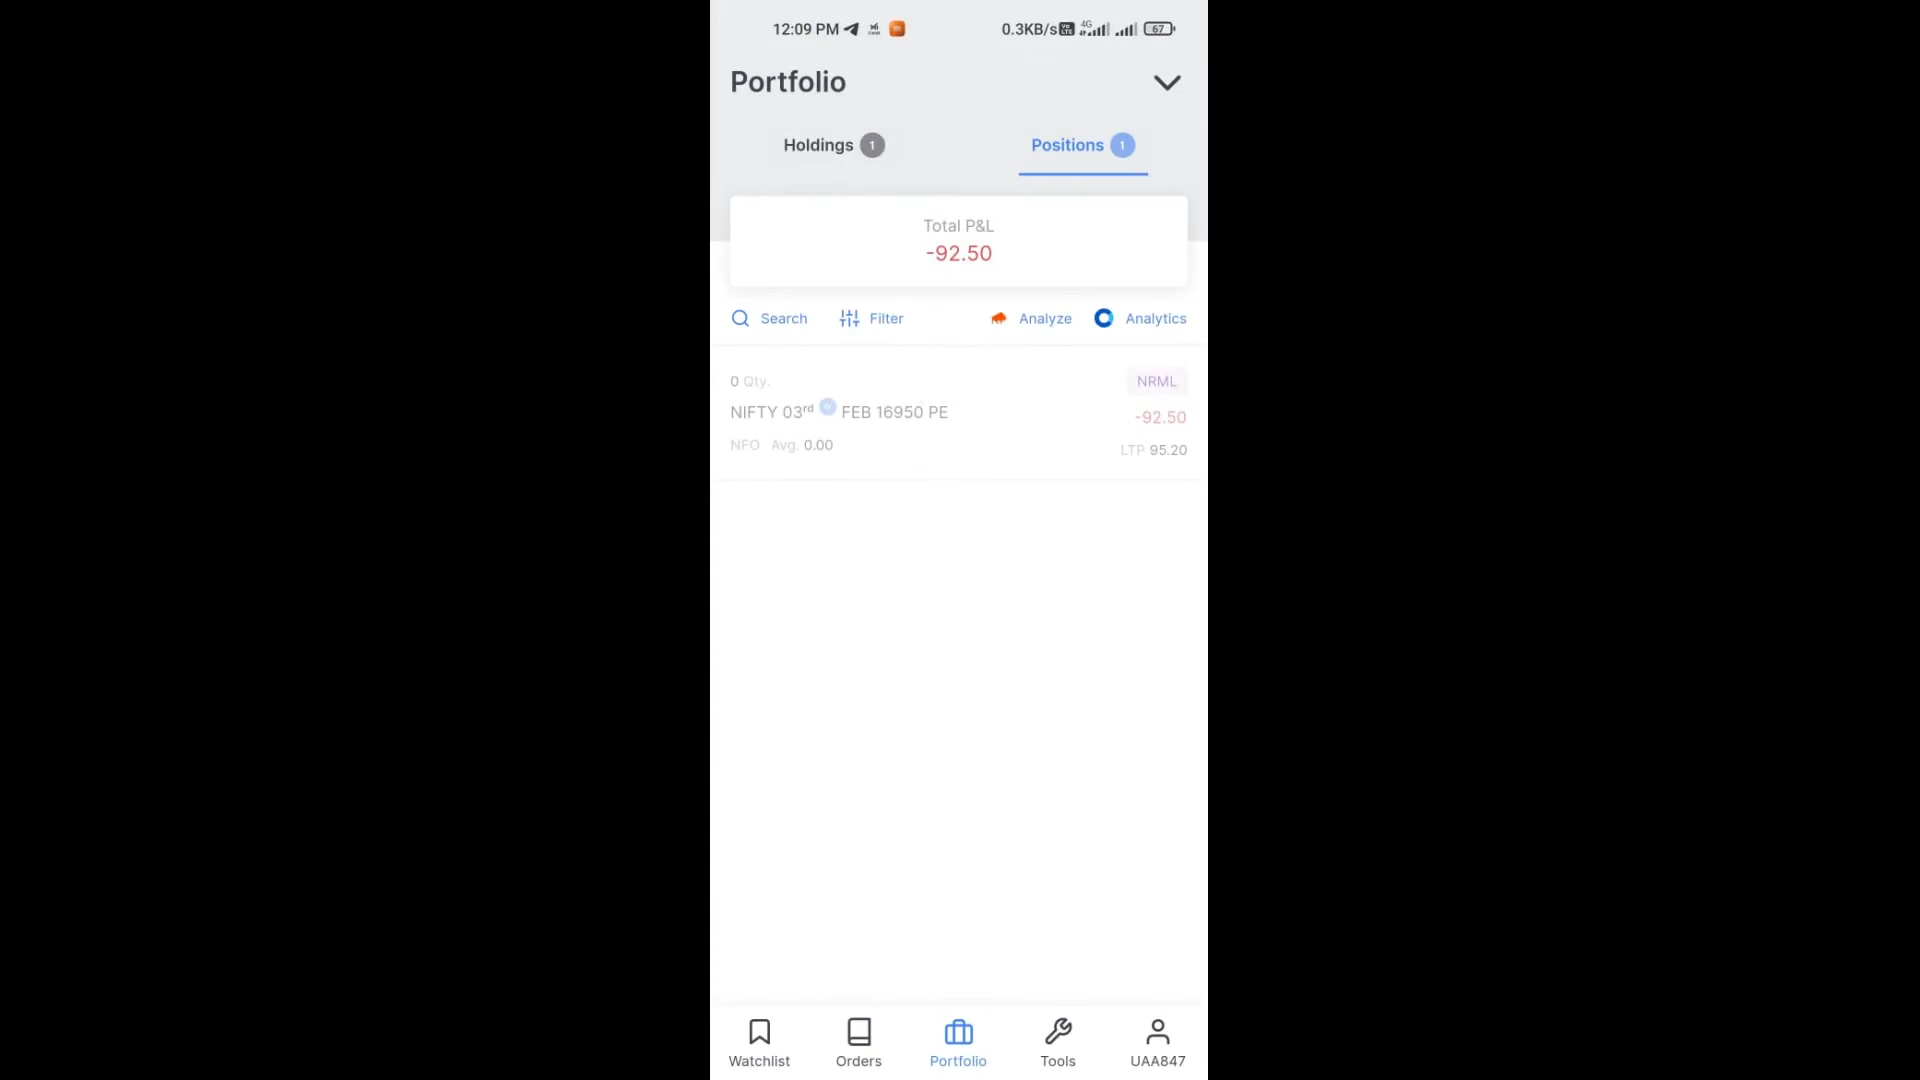 12:09 PM 0.3KB/s 4G 67
Portfolio
Holdings 1
Positions 1
Total P&L
-92.50
Search Filter Analyze Analytics
0 Qty. NRML
NIFTY 03rd W FEB 16950 PE -92.50
NFO Avg. 0.00 LTP 95.20
Watchlist Orders Portfolio Tools UAA847